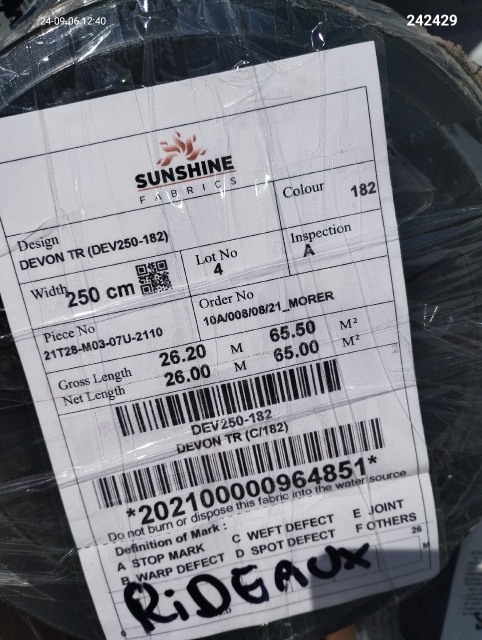 24-09-06 12:40
242429
SUNSHINE
FABRICS
Colour 182
Design
DEVON TR (DEV250-182)
Width 250 cm
Lot No
4
Inspection
A
Piece No
21T28-M03-07U-2110
Order No
10A/008/08/21_MORER
Gross Length 26.20 M 65.50 M²
Net Length 26.00 M 65.00 M²
DEV250-182
DEVON TR (C/182)
*202100000964851*
Do not burn or dispose this fabric into the water source
Definition of Mark :
A STOP MARK C WEFT DEFECT E JOINT
B WARP DEFECT D SPOT DEFECT F OTHERS
26
M
0
RiDEAUX